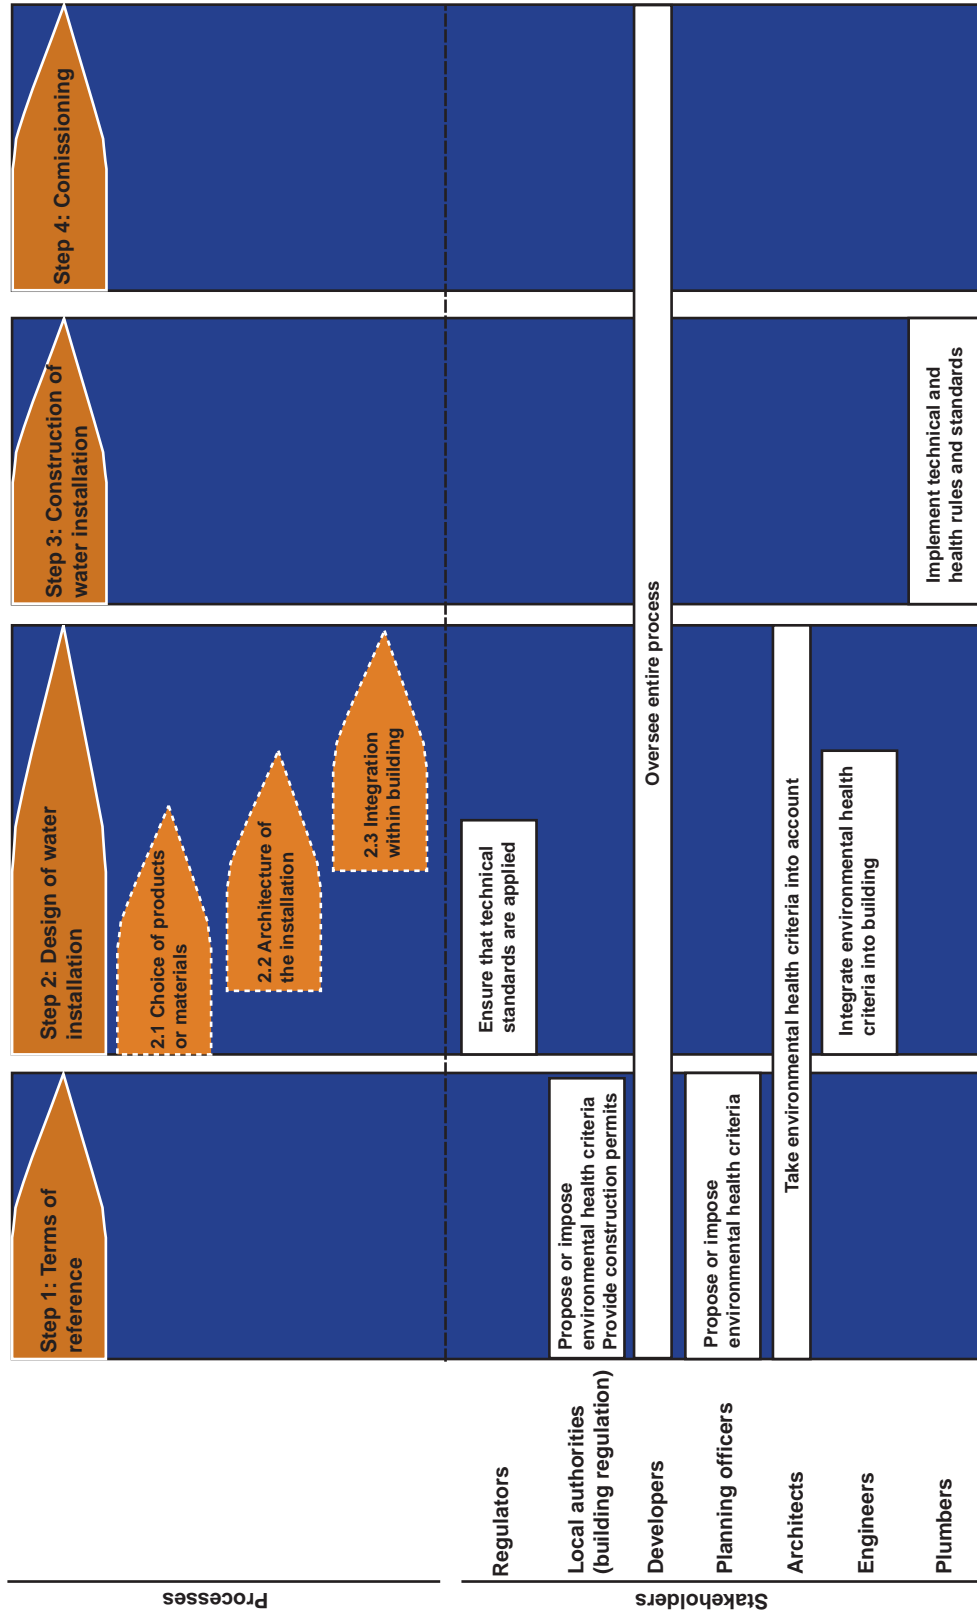 Processes
Step 1: Terms of
reference
Step 2: Design of water
installation
Step 3: Construction of
water installation
Step 4: Comissioning
2.1 Choice of products
or materials
2.2 Architecture of
the installation
2.3 Integration
within building
Stakeholders
Regulators
Ensure that technical
standards are applied
Local authorities
(building regulation)
Propose or impose
environmental health criteria
Provide construction permits
Developers
Oversee entire process
Planning officers
Propose or impose
environmental health criteria
Architects
Take environmental health criteria into account
Engineers
Integrate environmental health
criteria into building
Plumbers
Implement technical and
health rules and standards